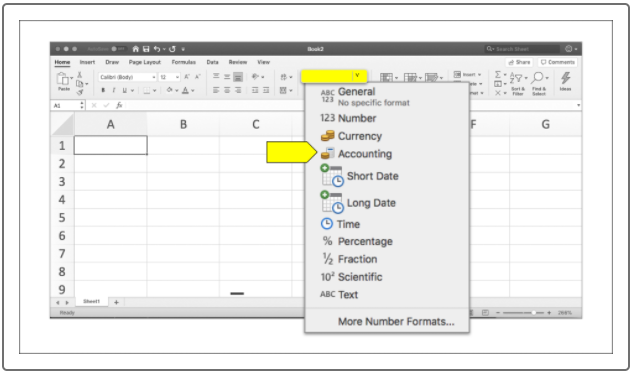 AutoSave
Book2
Search Sheet
Home Insert Draw Page Layout Formulas Data Review View
Share Comments
Paste
Calibri (Body) 12 A^ A˅
B I U A
Insert
Sort & Filter
Find & Select
Ideas
A1 fx
ABC 123 General
No specific format
123 Number
Currency
Accounting
Short Date
Long Date
Time
% Percentage
½ Fraction
10² Scientific
ABC Text
More Number Formats...
A B C F G
1
2
3
4
5
6
7
8
9
Sheet1 +
Ready